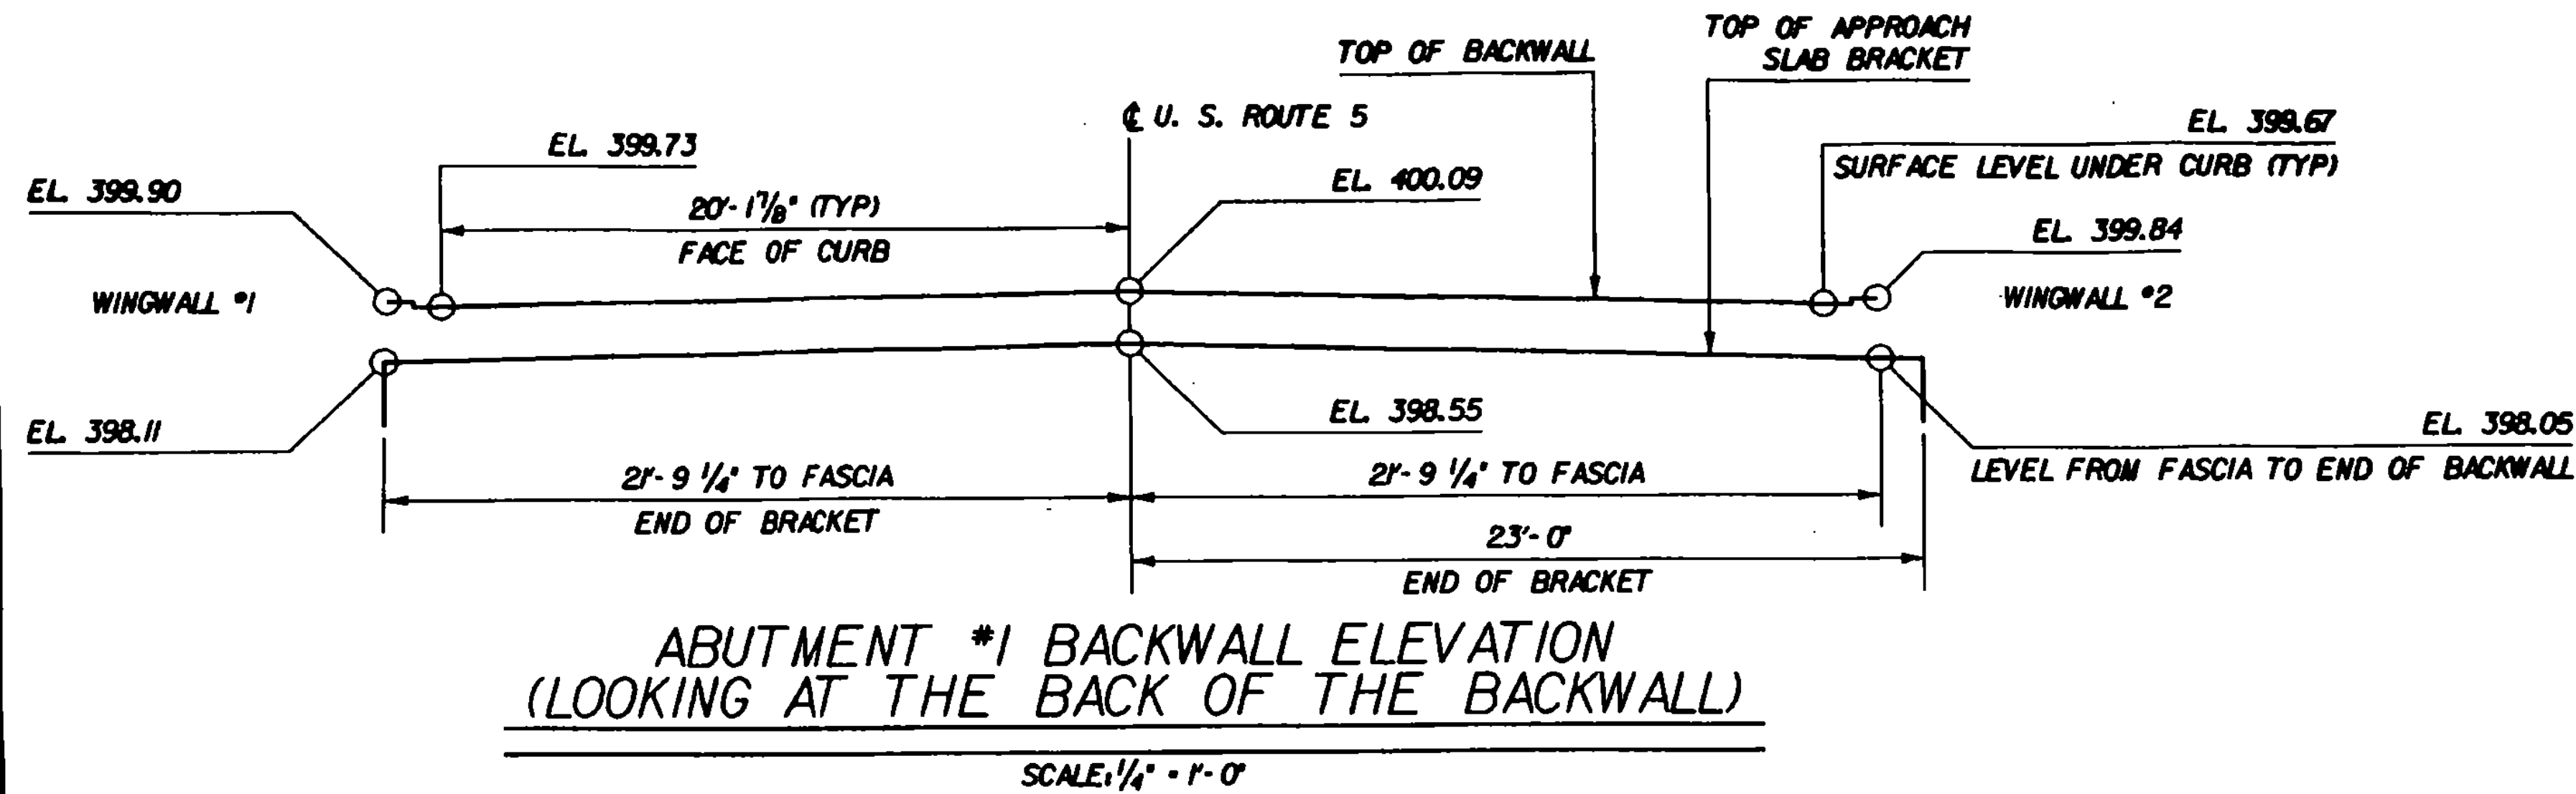 TOP OF APPROACH
SLAB BRACKET
TOP OF BACKWALL
℄ U. S. ROUTE 5
EL. 399.67
SURFACE LEVEL UNDER CURB (TYP)
EL. 399.73
EL. 399.90
20'-1 7/8" (TYP)
FACE OF CURB
EL. 400.09
EL. 399.84
WINGWALL #1
WINGWALL #2
EL. 398.11
EL. 398.55
EL. 398.05
LEVEL FROM FASCIA TO END OF BACKWALL
21'-9 1/4" TO FASCIA
END OF BRACKET
21'-9 1/4" TO FASCIA
23'-0"
END OF BRACKET
ABUTMENT #1 BACKWALL ELEVATION
(LOOKING AT THE BACK OF THE BACKWALL)
SCALE: 1/4" = 1'-0"